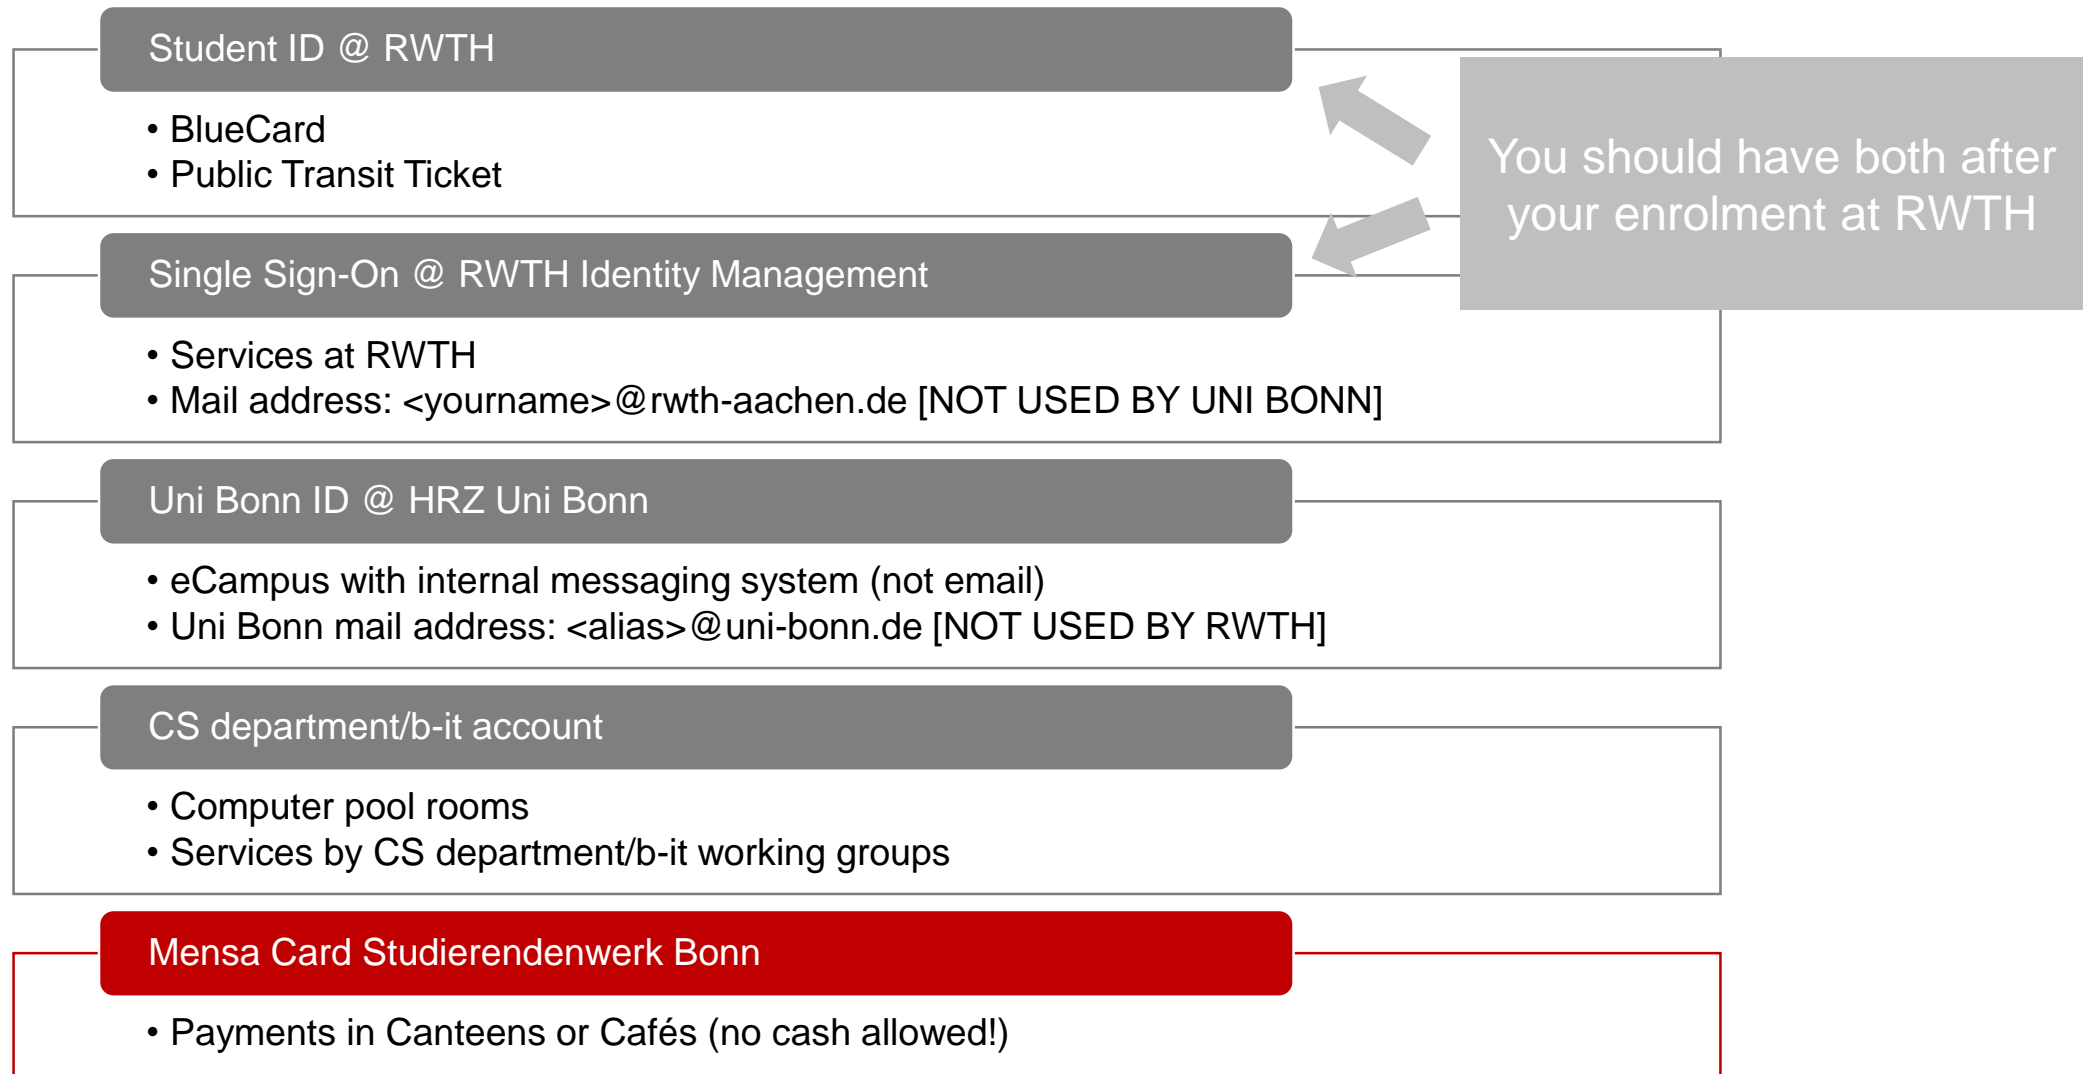 Student ID @ RWTH
• BlueCard
• Public Transit Ticket
You should have both after
your enrolment at RWTH
Single Sign-On @ RWTH Identity Management
• Services at RWTH
• Mail address: <yourname>@rwth-aachen.de [NOT USED BY UNI BONN]
Uni Bonn ID @ HRZ Uni Bonn
• eCampus with internal messaging system (not email)
• Uni Bonn mail address: <alias>@uni-bonn.de [NOT USED BY RWTH]
CS department/b-it account
• Computer pool rooms
• Services by CS department/b-it working groups
Mensa Card Studierendenwerk Bonn
• Payments in Canteens or Cafés (no cash allowed!)